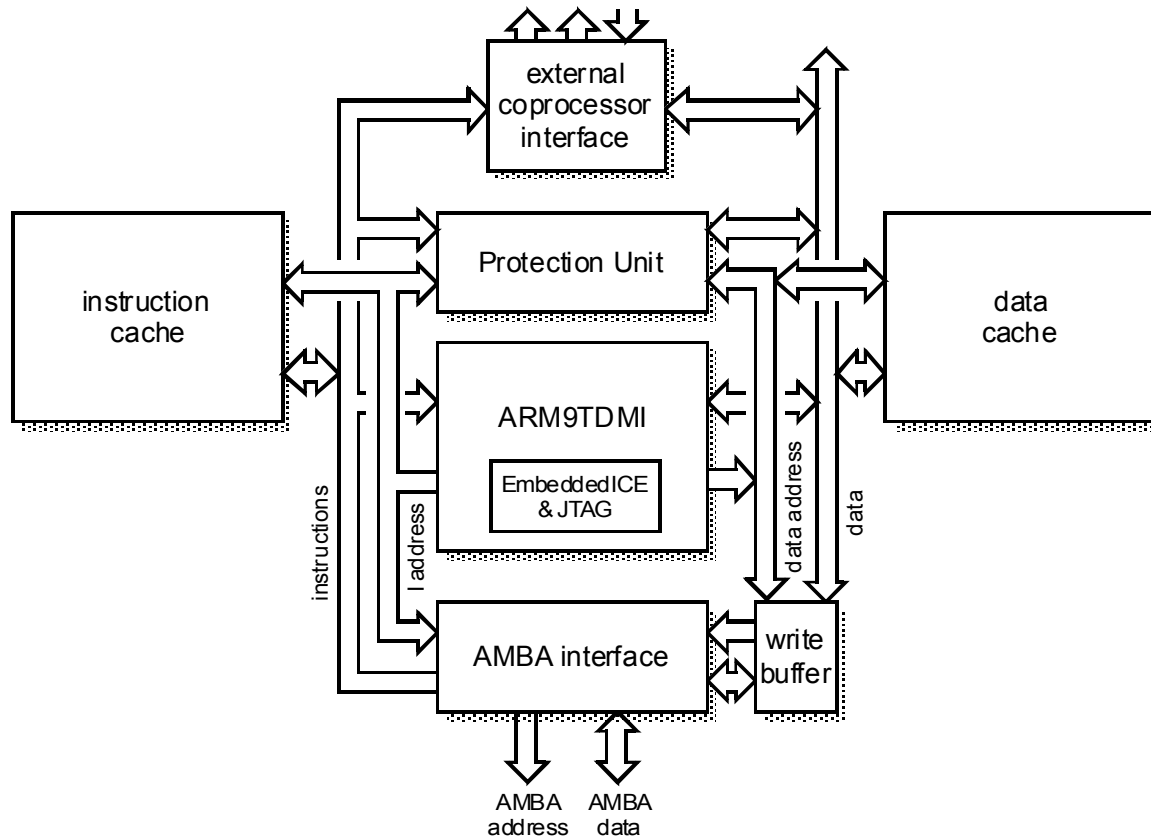 external
coprocessor
interface
instruction
cache
Protection Unit
data
cache
ARM9TDMI
EmbeddedICE
& JTAG
instructions
I address
data address
data
AMBA interface
write
buffer
AMBA
address
AMBA
data